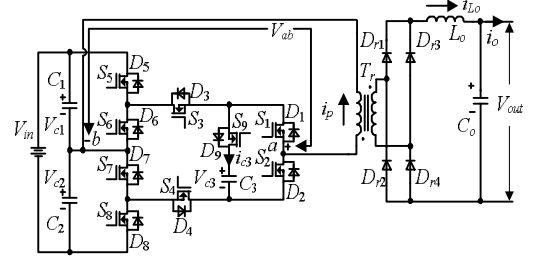 V_ab
i_Lo
L_o
i_o
D_r1
D_r3
T_r
D_5
S_5
C_1
V_c1
D_3
S_3
D_6
S_6
b
S_9
S_1
D_1
a
i_p
C_o
V_out
V_in
D_9
i_c3
S_2
D_7
S_7
V_c2
S_4
V_c3
C_3
D_2
D_r2
D_r4
C_2
S_8
D_8
D_4